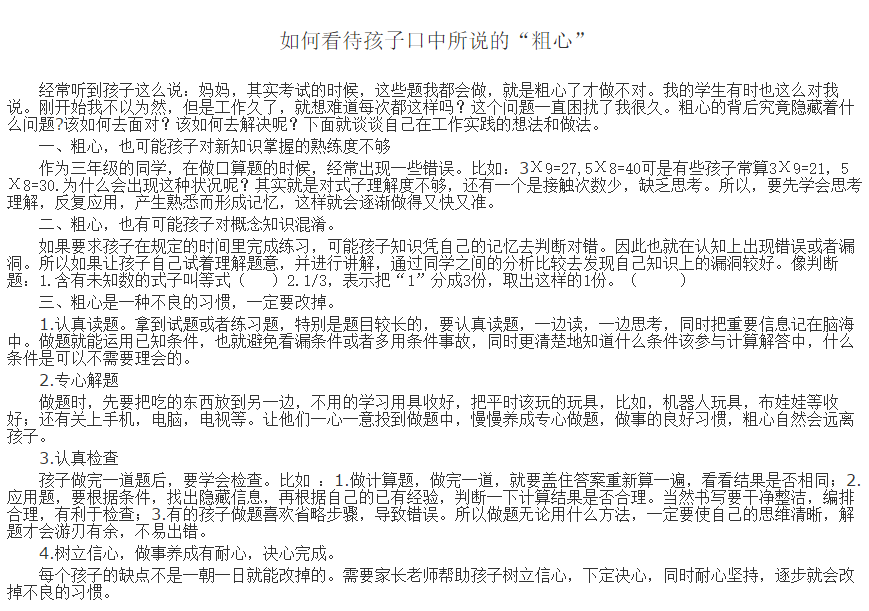 如何看待孩子口中所说的“粗心”
经常听到孩子这么说：妈妈，其实考试的时候，这些题我都会做，就是粗心了才做不对。我的学生有时也这么对我
说。刚开始我不以为然，但是工作久了，就想难道每次都这样吗？这个问题一直困扰了我很久。粗心的背后究竟隐藏着什
么问题?该如何去面对？该如何去解决呢？下面就谈谈自己在工作实践的想法和做法。
一、粗心，也可能孩子对新知识掌握的熟练度不够
作为三年级的同学，在做口算题的时候，经常出现一些错误。比如：3Ⅹ9=27,5Ⅹ8=40可是有些孩子常算3Ⅹ9=21，5
Ⅹ8=30.为什么会出现这种状况呢？其实就是对式子理解度不够，还有一个是接触次数少，缺乏思考。所以，要先学会思考
理解，反复应用，产生熟悉而形成记忆，这样就会逐渐做得又快又准。
二、粗心，也有可能孩子对概念知识混淆。
如果要求孩子在规定的时间里完成练习，可能孩子知识凭自己的记忆去判断对错。因此也就在认知上出现错误或者漏
洞。所以如果让孩子自己试着理解题意，并进行讲解，通过同学之间的分析比较去发现自己知识上的漏洞较好。像判断
题：1.含有未知数的式子叫等式（　　）2.1/3，表示把“1”分成3份，取出这样的1份。（　　）
三、粗心是一种不良的习惯，一定要改掉。
1.认真读题。拿到试题或者练习题，特别是题目较长的，要认真读题，一边读，一边思考，同时把重要信息记在脑海
中。做题就能运用已知条件，也就避免看漏条件或者多用条件事故，同时更清楚地知道什么条件该参与计算解答中，什么
条件是可以不需要理会的。
2.专心解题
做题时，先要把吃的东西放到另一边，不用的学习用具收好，把平时该玩的玩具，比如，机器人玩具，布娃娃等收
好；还有关上手机，电脑，电视等。让他们一心一意投到做题中，慢慢养成专心做题，做事的良好习惯，粗心自然会远离
孩子。
3.认真检查
孩子做完一道题后，要学会检查。比如 ：1.做计算题，做完一道，就要盖住答案重新算一遍，看看结果是否相同；2.
应用题，要根据条件，找出隐藏信息，再根据自己的已有经验，判断一下计算结果是否合理。当然书写要干净整洁，编排
合理，有利于检查；3.有的孩子做题喜欢省略步骤，导致错误。所以做题无论用什么方法，一定要使自己的思维清晰，解
题才会游刃有余，不易出错。
4.树立信心，做事养成有耐心，决心完成。
每个孩子的缺点不是一朝一日就能改掉的。需要家长老师帮助孩子树立信心，下定决心，同时耐心坚持，逐步就会改
掉不良的习惯。